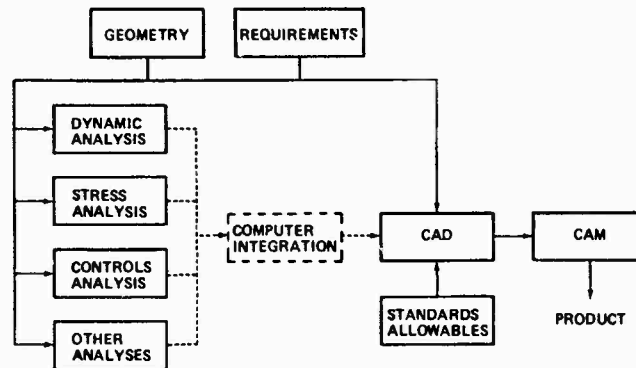 GEOMETRY
REQUIREMENTS
DYNAMIC
ANALYSIS
STRESS
ANALYSIS
CONTROLS
ANALYSIS
OTHER
ANALYSES
COMPUTER
INTEGRATION
CAD
CAM
STANDARDS
ALLOWABLES
PRODUCT